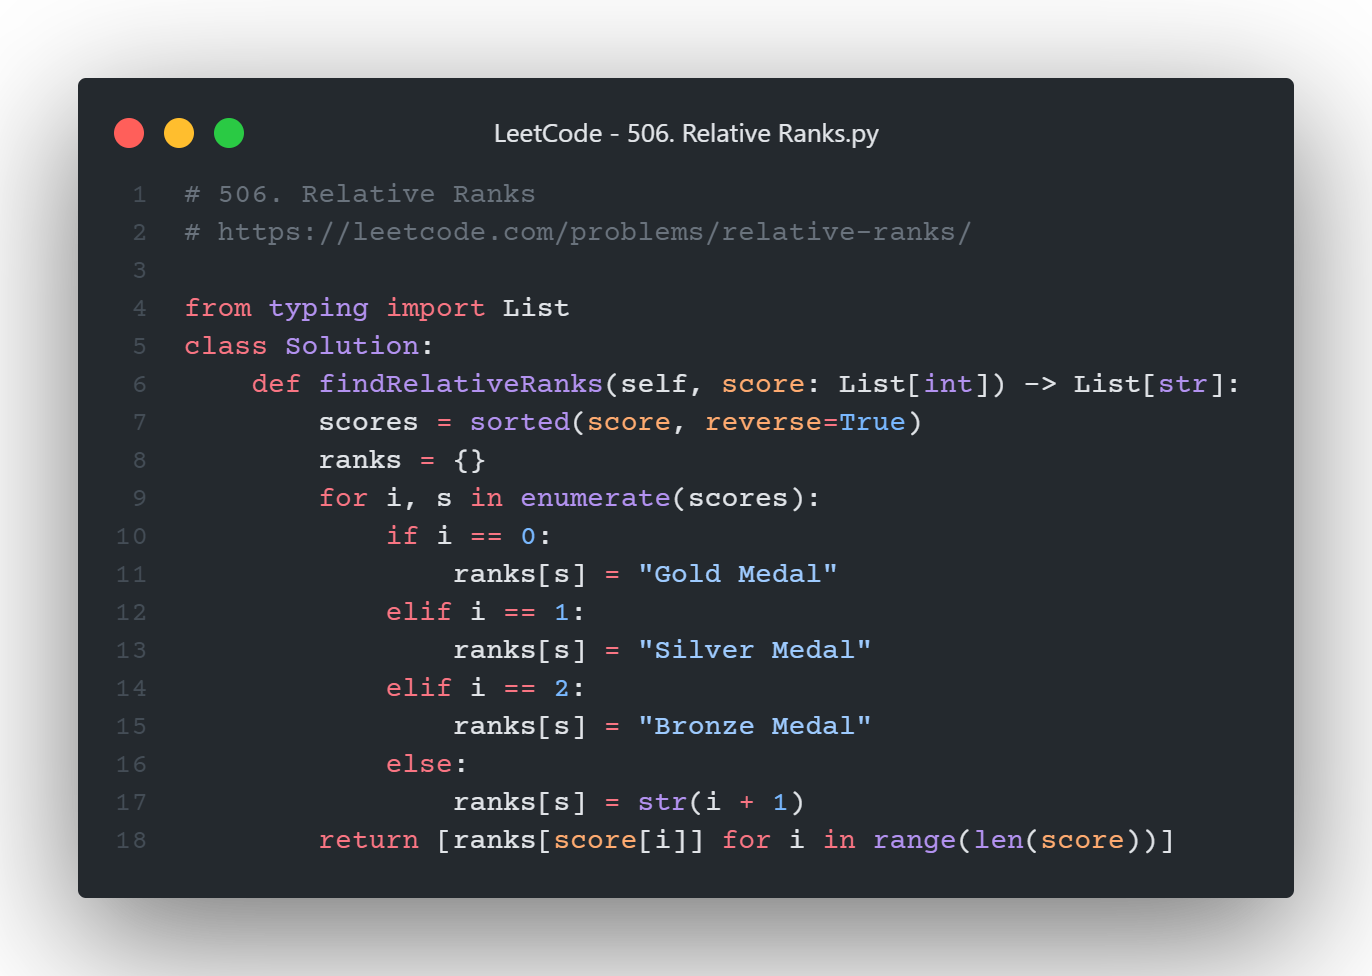 LeetCode - 506. Relative Ranks.py
1 # 506. Relative Ranks
2 # https://leetcode.com/problems/relative-ranks/
3
4 from typing import List
5 class Solution:
6     def findRelativeRanks(self, score: List[int]) -> List[str]:
7         scores = sorted(score, reverse=True)
8         ranks = {}
9         for i, s in enumerate(scores):
10             if i == 0:
11                 ranks[s] = "Gold Medal"
12             elif i == 1:
13                 ranks[s] = "Silver Medal"
14             elif i == 2:
15                 ranks[s] = "Bronze Medal"
16             else:
17                 ranks[s] = str(i + 1)
18         return [ranks[score[i]] for i in range(len(score))]